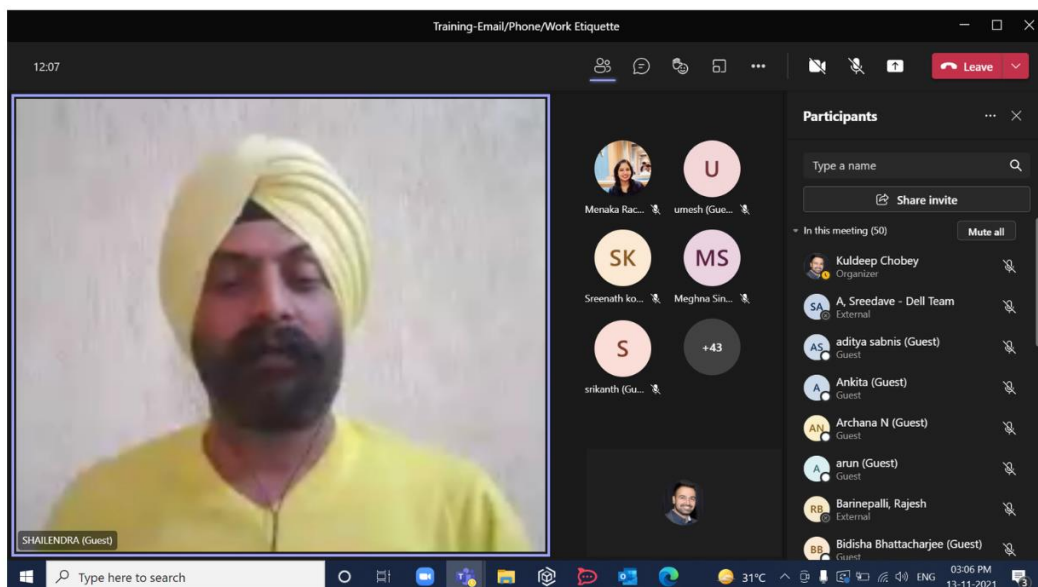 Training-Email/Phone/Work Etiquette
12:07
Leave
SHAILENDRA (Guest)
Menaka Rac...
U
umesh (Gue...
SK
Sreenath ko...
MS
Meghna Sin...
S
srikanth (Gu...
+43
Participants
Type a name
Share invite
In this meeting (50)
Mute all
Kuldeep Chobey
Organizer
SA
A, Sreedave - Dell Team
External
AS
aditya sabnis (Guest)
Guest
A
Ankita (Guest)
Guest
AN
Archana N (Guest)
Guest
A
arun (Guest)
Guest
RB
Barinepalli, Rajesh
External
BB
Bidisha Bhattacharjee (Guest)
Guest
Type here to search
31°C
ENG
03:06 PM
13-11-2021
3